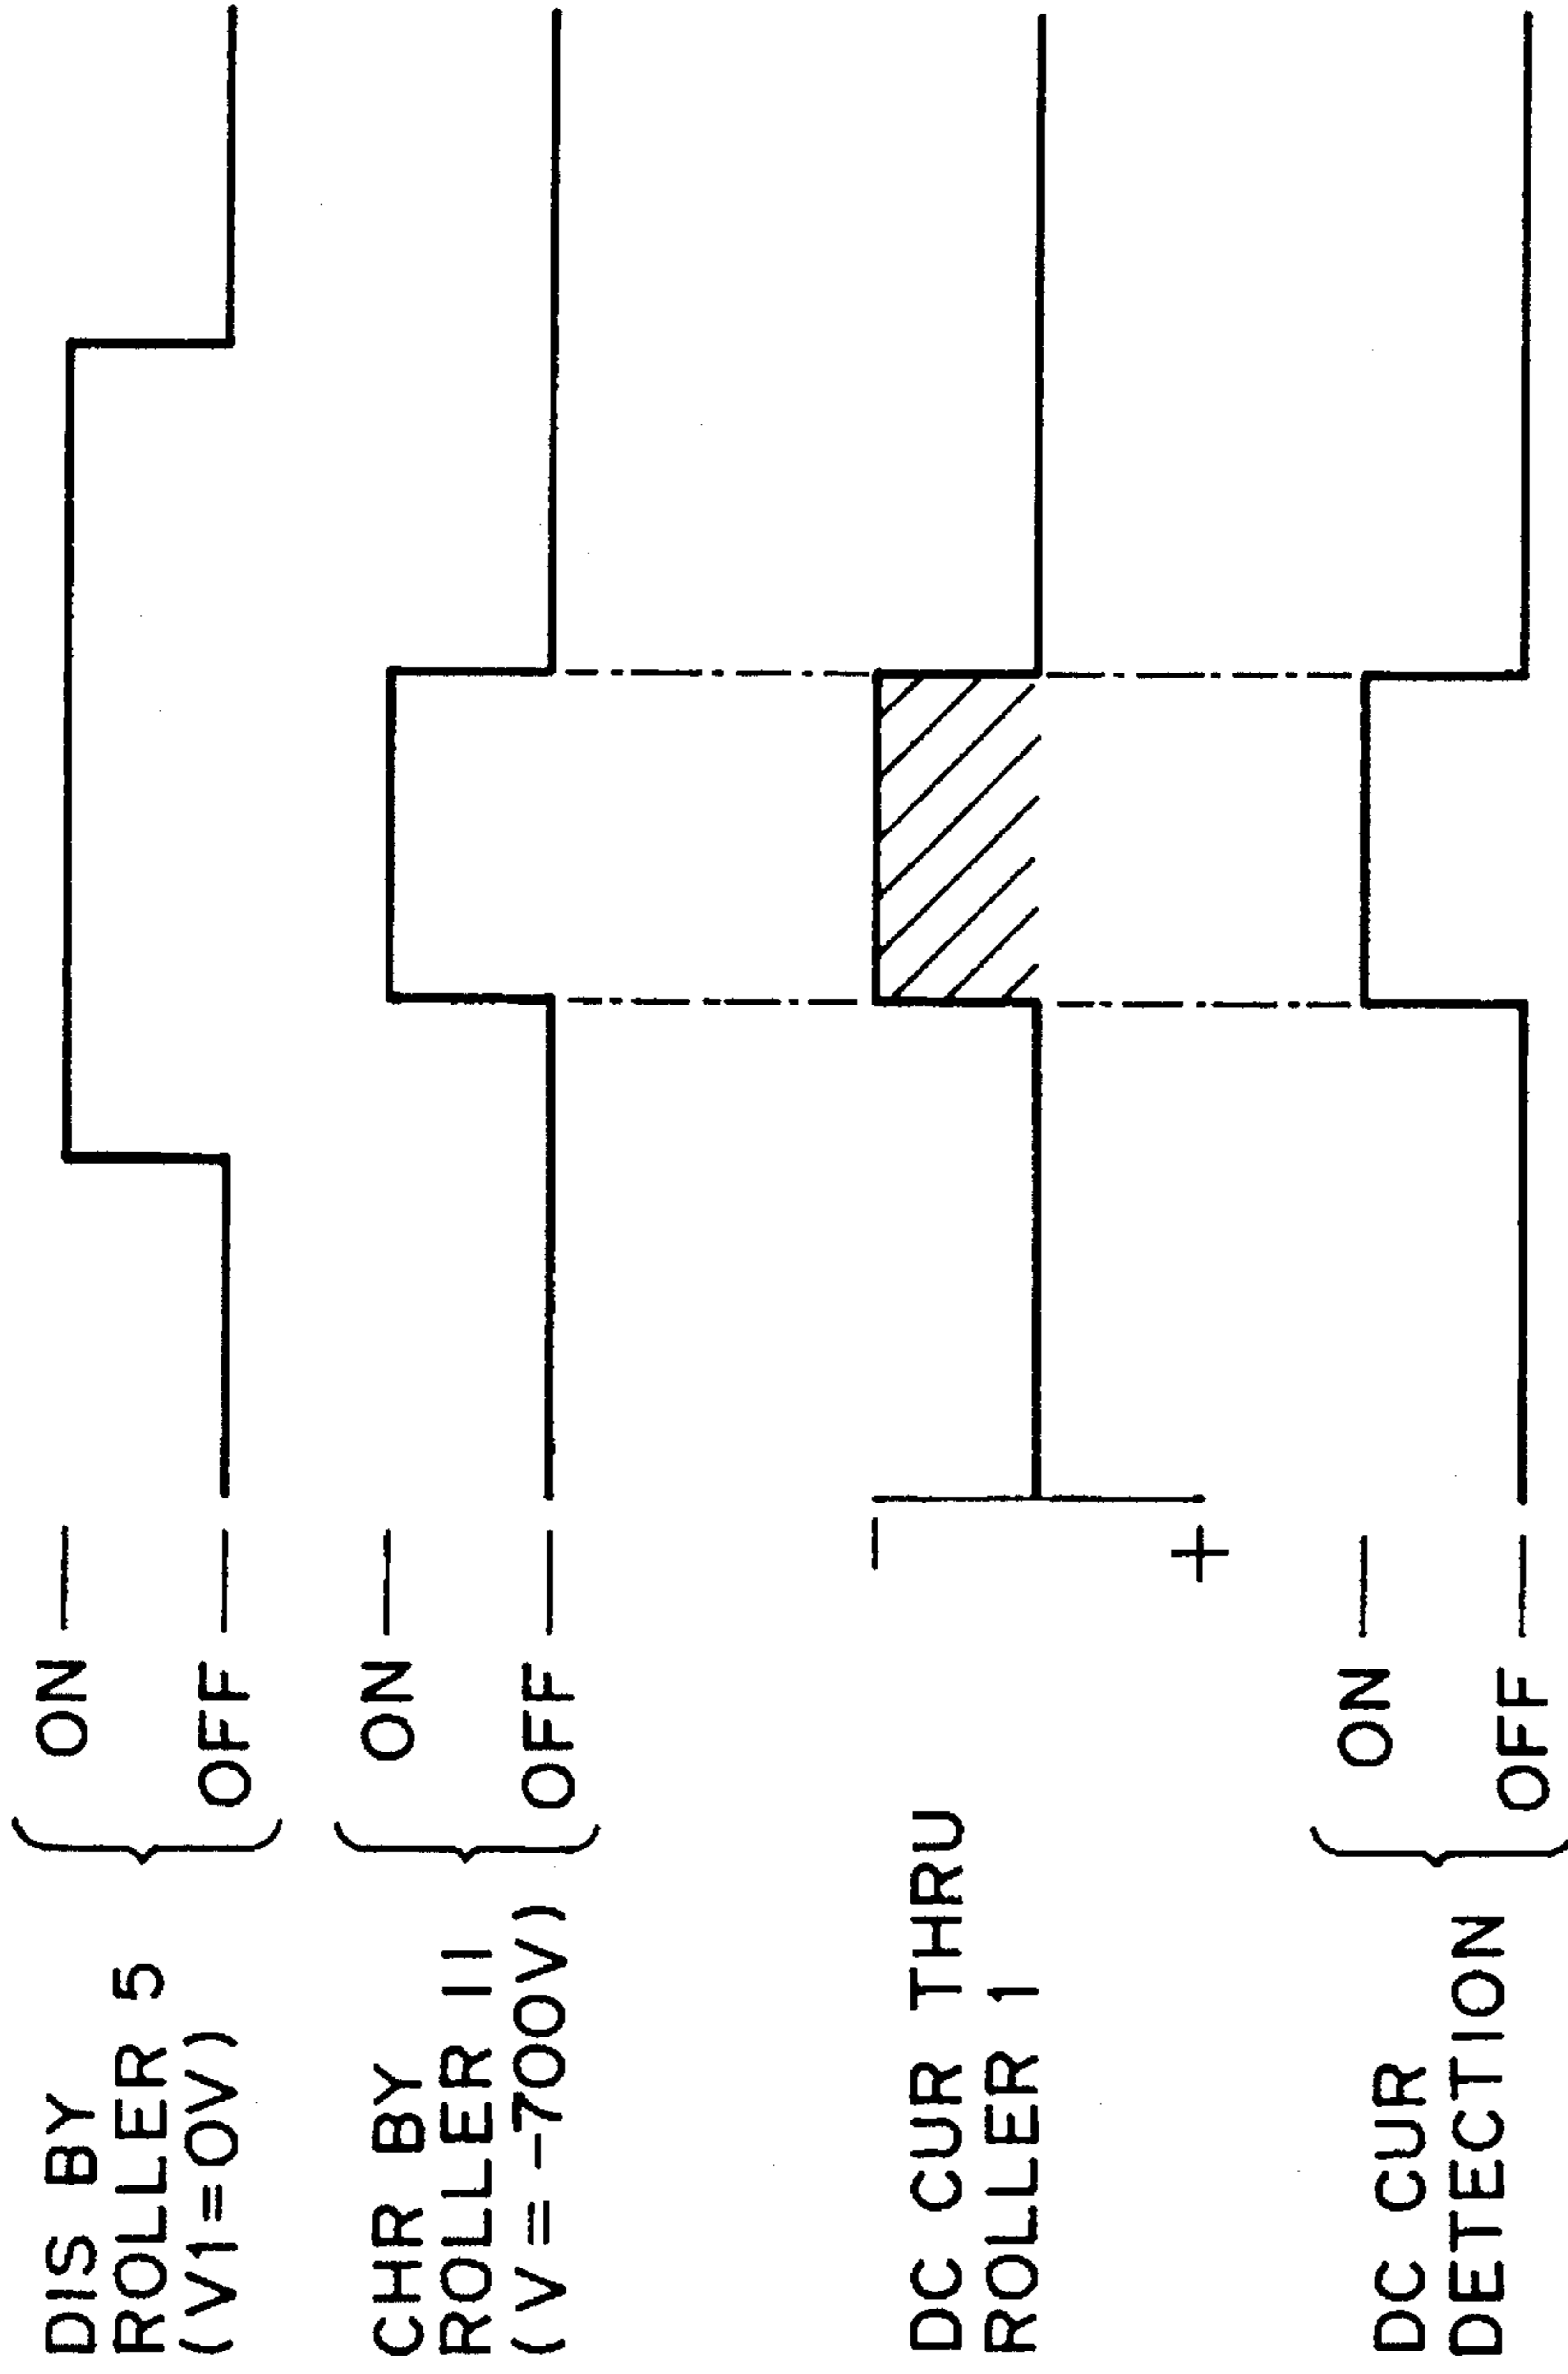 DIS BY
ROLLER 5
(V1=0V)
ON
OFF
CHR BY
ROLLER 11
(V=-700V)
ON
OFF
DC CUR THRU
ROLLER 1
−
+
DC CUR
DETECTION
ON
OFF